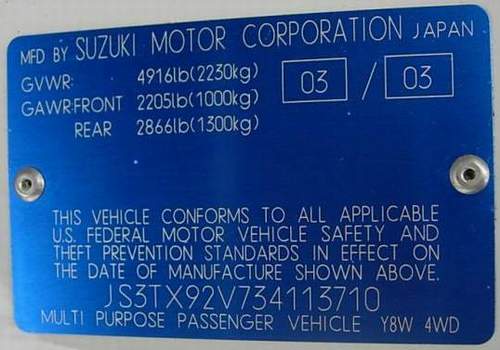 MFD BY SUZUKI MOTOR CORPORATION JAPAN
GVWR: 4916lb(2230kg) 03 / 03
GAWR:FRONT 2205lb(1000kg)
REAR 2866lb(1300kg)
THIS VEHICLE CONFORMS TO ALL APPLICABLE
U.S. FEDERAL MOTOR VEHICLE SAFETY AND
THEFT PREVENTION STANDARDS IN EFFECT ON
THE DATE OF MANUFACTURE SHOWN ABOVE.
JS3TX92V734113710
MULTI PURPOSE PASSENGER VEHICLE Y8W 4WD